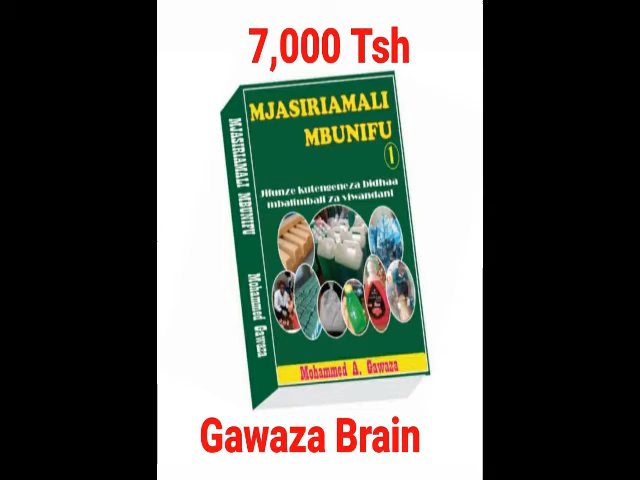 7,000 Tsh
MJASIRIAMALI
MBUNIFU
1
Jifunze kutengeneza bidhaa
mbalimbali za viwandani
Mohammed A. Gawaza
MJASIRIAMALI MBUNIFU
Mohammed Gawaza
Gawaza Brain